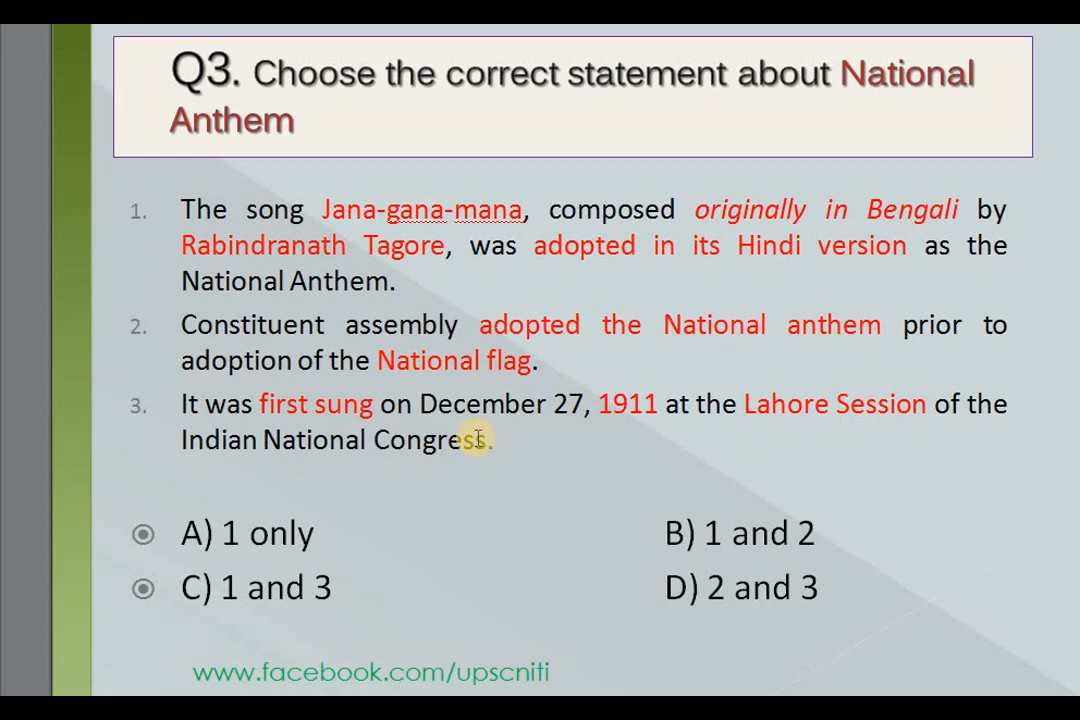 Q3. Choose the correct statement about National
Anthem
1. The song Jana-gana-mana, composed originally in Bengali by
Rabindranath Tagore, was adopted in its Hindi version as the
National Anthem.
2. Constituent assembly adopted the National anthem prior to
adoption of the National flag.
3. It was first sung on December 27, 1911 at the Lahore Session of the
Indian National Congress.
A) 1 only B) 1 and 2
C) 1 and 3 D) 2 and 3
www.facebook.com/upscniti